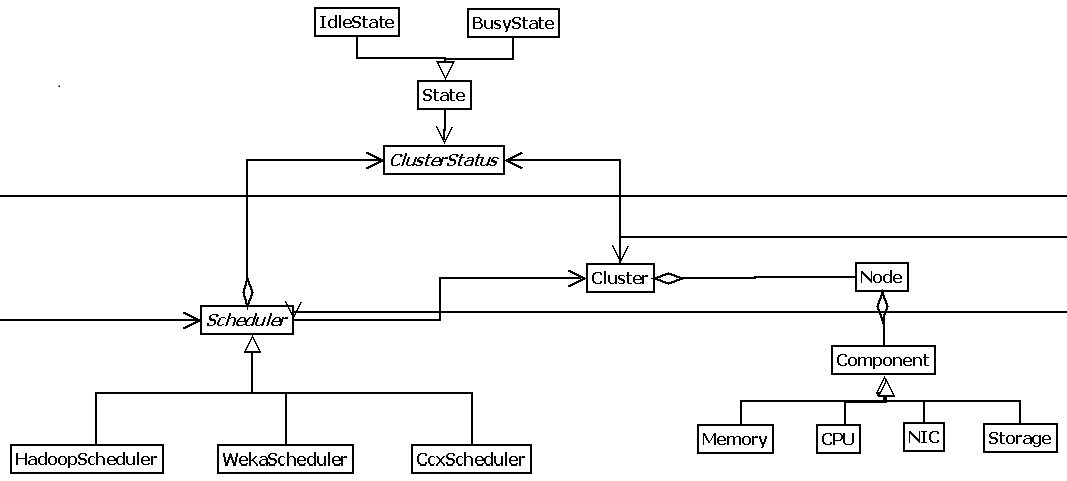 IdleState
BusyState
State
ClusterStatus
Cluster
Node
Scheduler
Component
HadoopScheduler
WekaScheduler
CcxScheduler
Memory
CPU
NIC
Storage